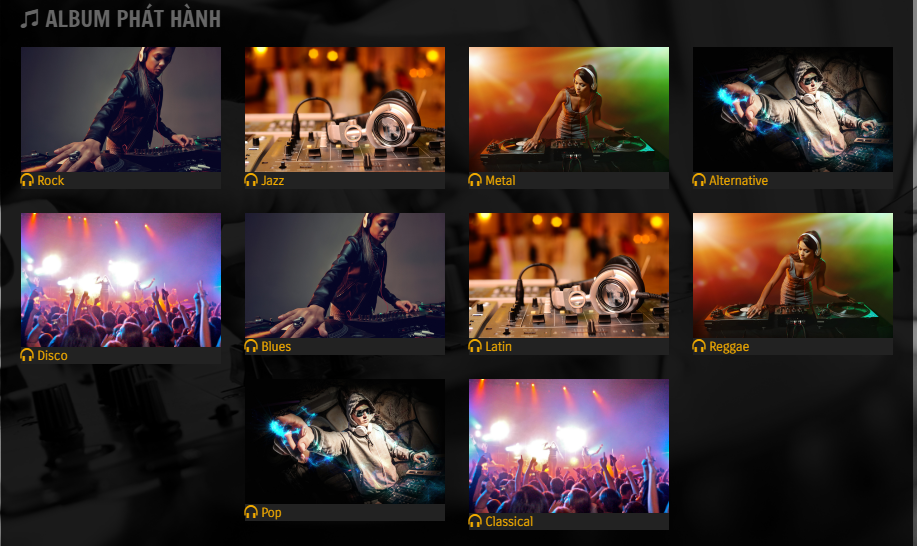 ALBUM PHÁT HÀNH
Rock
Jazz
Metal
Alternative
Disco
Blues
Latin
Reggae
Pop
Classical